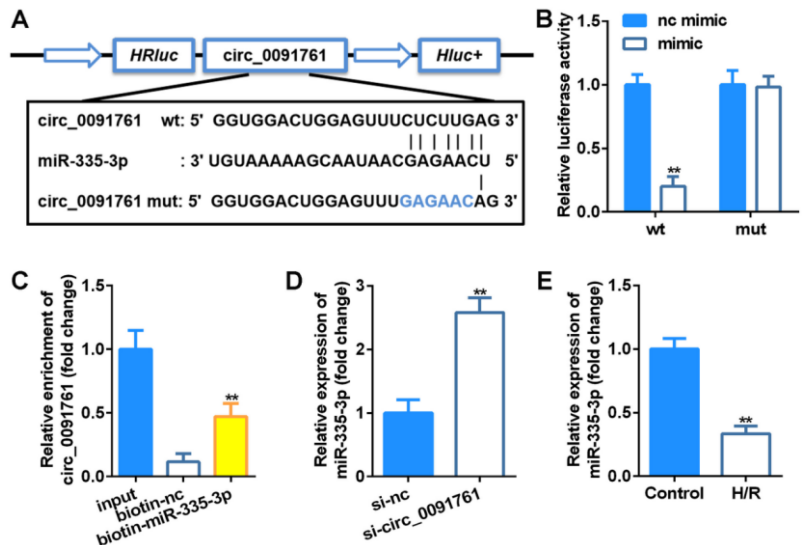 A
HRluc
circ_0091761
Hluc+
circ_0091761 wt: 5' GGUGGACUGGAGUUUCUCUUGAG 3'
miR-335-3p : 3' UGUAAAAAGCAAUAACGAGAACU 5'
circ_0091761 mut: 5' GGUGGACUGGAGUUUGAGAACAG 3'
B
Relative luciferase activity
1.5
1.0
0.5
0.0
nc mimic
mimic
**
wt
mut
C
Relative enrichment of
circ_0091761 (fold change)
1.5
1.0
0.5
0.0
**
input
biotin-nc
biotin-miR-335-3p
D
Relative expression of
miR-335-3p (fold change)
3
2
1
0
**
si-nc
si-circ_0091761
E
Relative expression of
miR-335-3p (fold change)
1.5
1.0
0.5
0.0
**
Control
H/R